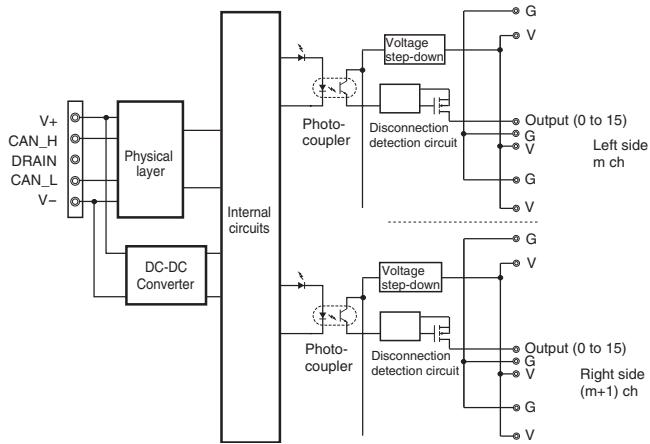 V+
CAN_H
DRAIN
CAN_L
V−
Physical
layer
DC-DC
Converter
Internal
circuits
Photo-
coupler
Voltage
step-down
Disconnection
detection circuit
G
V
Output (0 to 15)
G
V
Left side
m ch
G
V
Photo-
coupler
Voltage
step-down
Disconnection
detection circuit
G
V
Output (0 to 15)
G
V
Right side
(m+1) ch
G
V